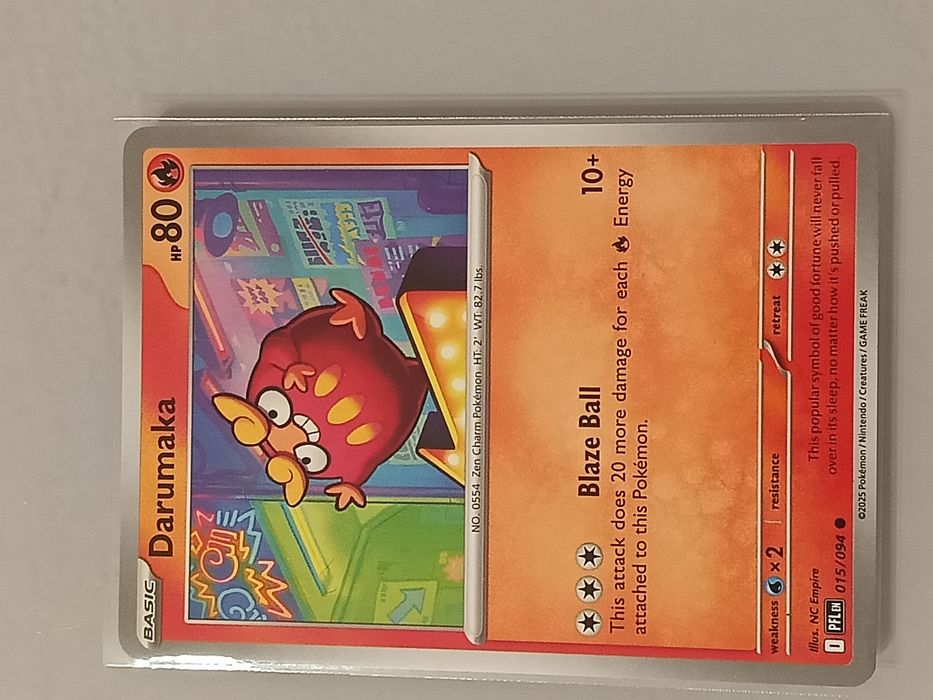 BASIC
Darumaka
HP 80
NO. 0554 Zen Charm Pokémon HT: 2' WT: 82.7 lbs.
Blaze Ball 10+
This attack does 20 more damage for each Energy
attached to this Pokémon.
weakness ×2 resistance retreat
Illus. NC Empire
I PFL EN 015/094
This popular symbol of good fortune will never fall
over in its sleep, no matter how it's pushed or pulled.
©2025 Pokémon / Nintendo / Creatures / GAME FREAK